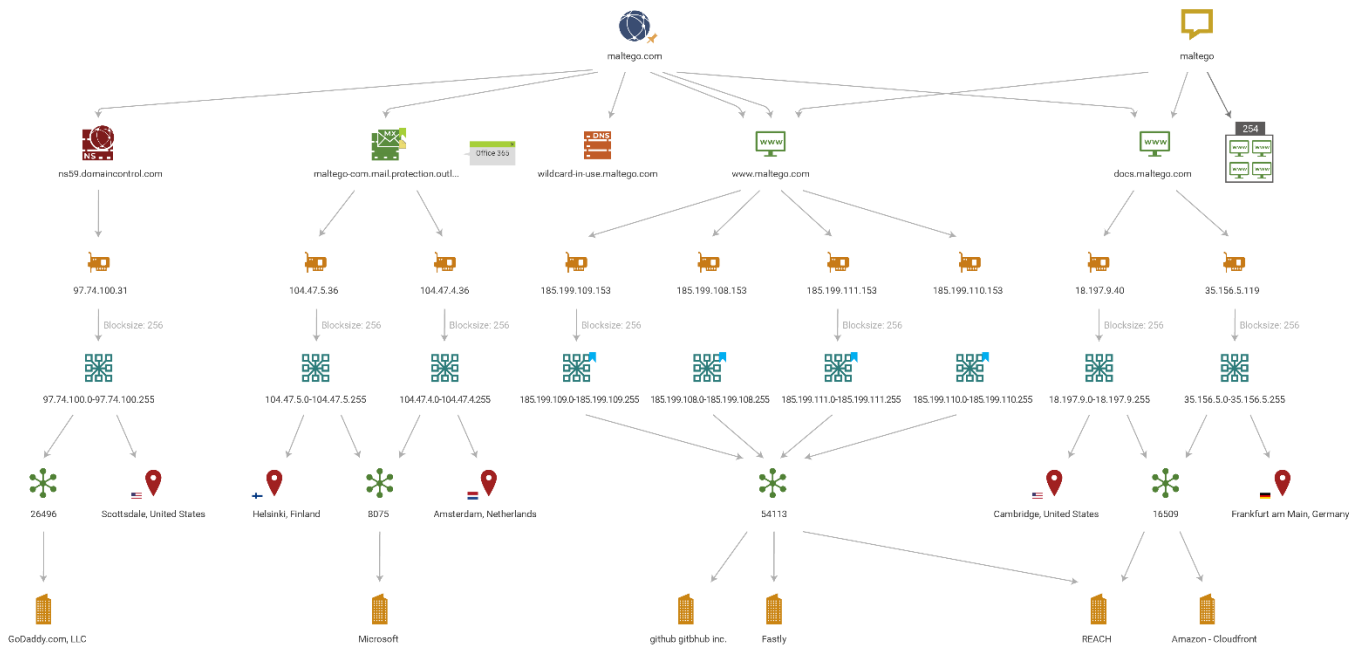 maltego.com
maltego
NS
MX
Office 365
DNS
www
www
254
www www
www www
ns59.domaincontrol.com
maltego-com.mail.protection.outl...
wildcard-in-use.maltego.com
www.maltego.com
docs.maltego.com
97.74.100.31
104.47.5.36
104.47.4.36
185.199.109.153
185.199.108.153
185.199.111.153
185.199.110.153
18.197.9.40
35.156.5.119
Blocksize: 256
Blocksize: 256
Blocksize: 256
Blocksize: 256
Blocksize: 256
Blocksize: 256
Blocksize: 256
97.74.100.0-97.74.100.255
104.47.5.0-104.47.5.255
104.47.4.0-104.47.4.255
185.199.109.0-185.199.109.255
185.199.108.0-185.199.108.255
185.199.111.0-185.199.111.255
185.199.110.0-185.199.110.255
18.197.9.0-18.197.9.255
35.156.5.0-35.156.5.255
26496
Scottsdale, United States
Helsinki, Finland
8075
Amsterdam, Netherlands
54113
Cambridge, United States
16509
Frankfurt am Main, Germany
GoDaddy.com, LLC
Microsoft
github gitbhub inc.
Fastly
REACH
Amazon - Cloudfront